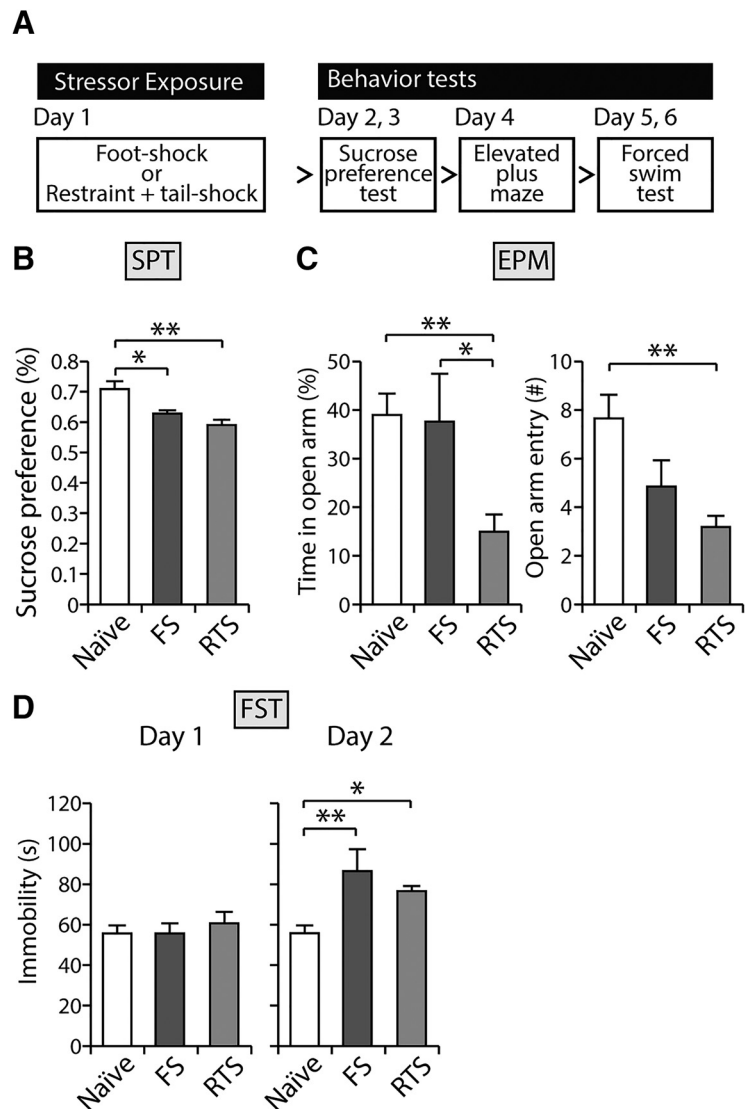 A
Stressor Exposure
Behavior tests
Day 1
Day 2, 3
Day 4
Day 5, 6
Foot-shock
or
Restraint + tail-shock
>
Sucrose
preference
test
>
Elevated
plus
maze
>
Forced
swim
test
B
SPT
**
*
Sucrose preference (%)
0.8
0.7
0.6
0.5
0.4
0.3
0.2
0.1
0
Naïve
FS
RTS
C
EPM
**
*
Time in open arm (%)
50
40
30
20
10
0
Naïve
FS
RTS
**
Open arm entry (#)
10
8
6
4
2
0
Naïve
FS
RTS
D
FST
Day 1
Day 2
Immobility (s)
120
100
80
60
40
20
0
Naïve
FS
RTS
*
**
Naïve
FS
RTS